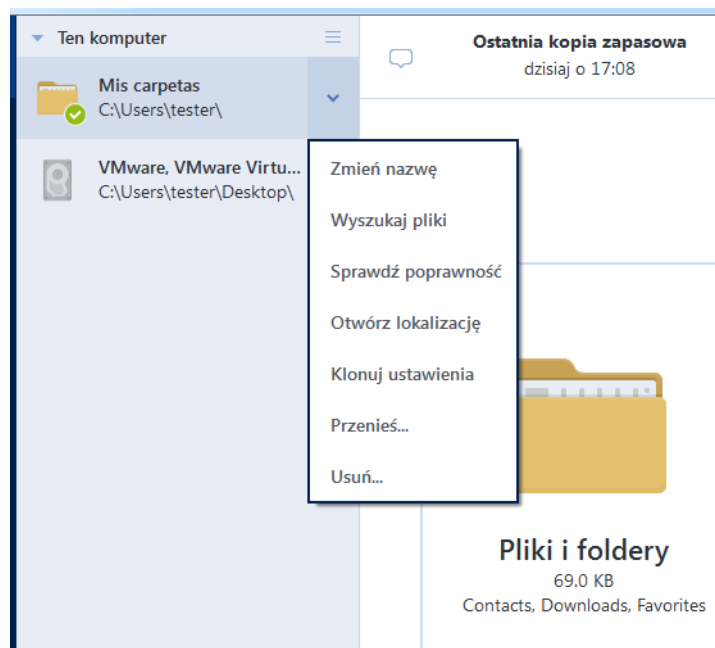 Ten komputer
Mis carpetas
C:\Users\tester\
VMware, VMware Virtu...
C:\Users\tester\Desktop\
Zmień nazwę
Wyszukaj pliki
Sprawdź poprawność
Otwórz lokalizację
Klonuj ustawienia
Przenieś...
Usuń...
Ostatnia kopia zapasowa
dzisiaj o 17:08
Pliki i foldery
69.0 KB
Contacts, Downloads, Favorites